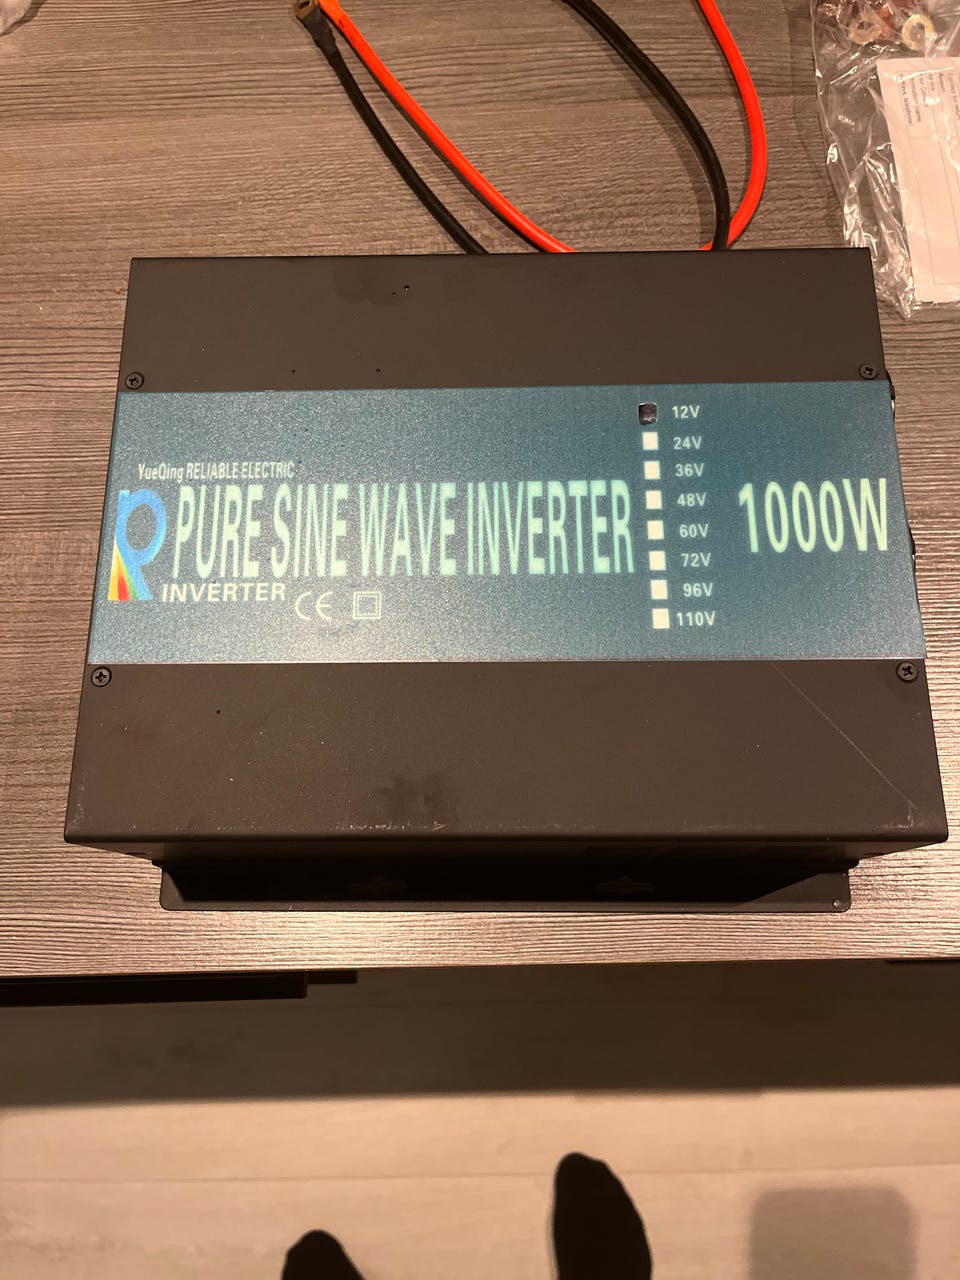 YueQing RELIABLE ELECTRIC
PURE SINE WAVE INVERTER
INVERTER
CE
12V
24V
36V
48V
60V
72V
96V
110V
1000W